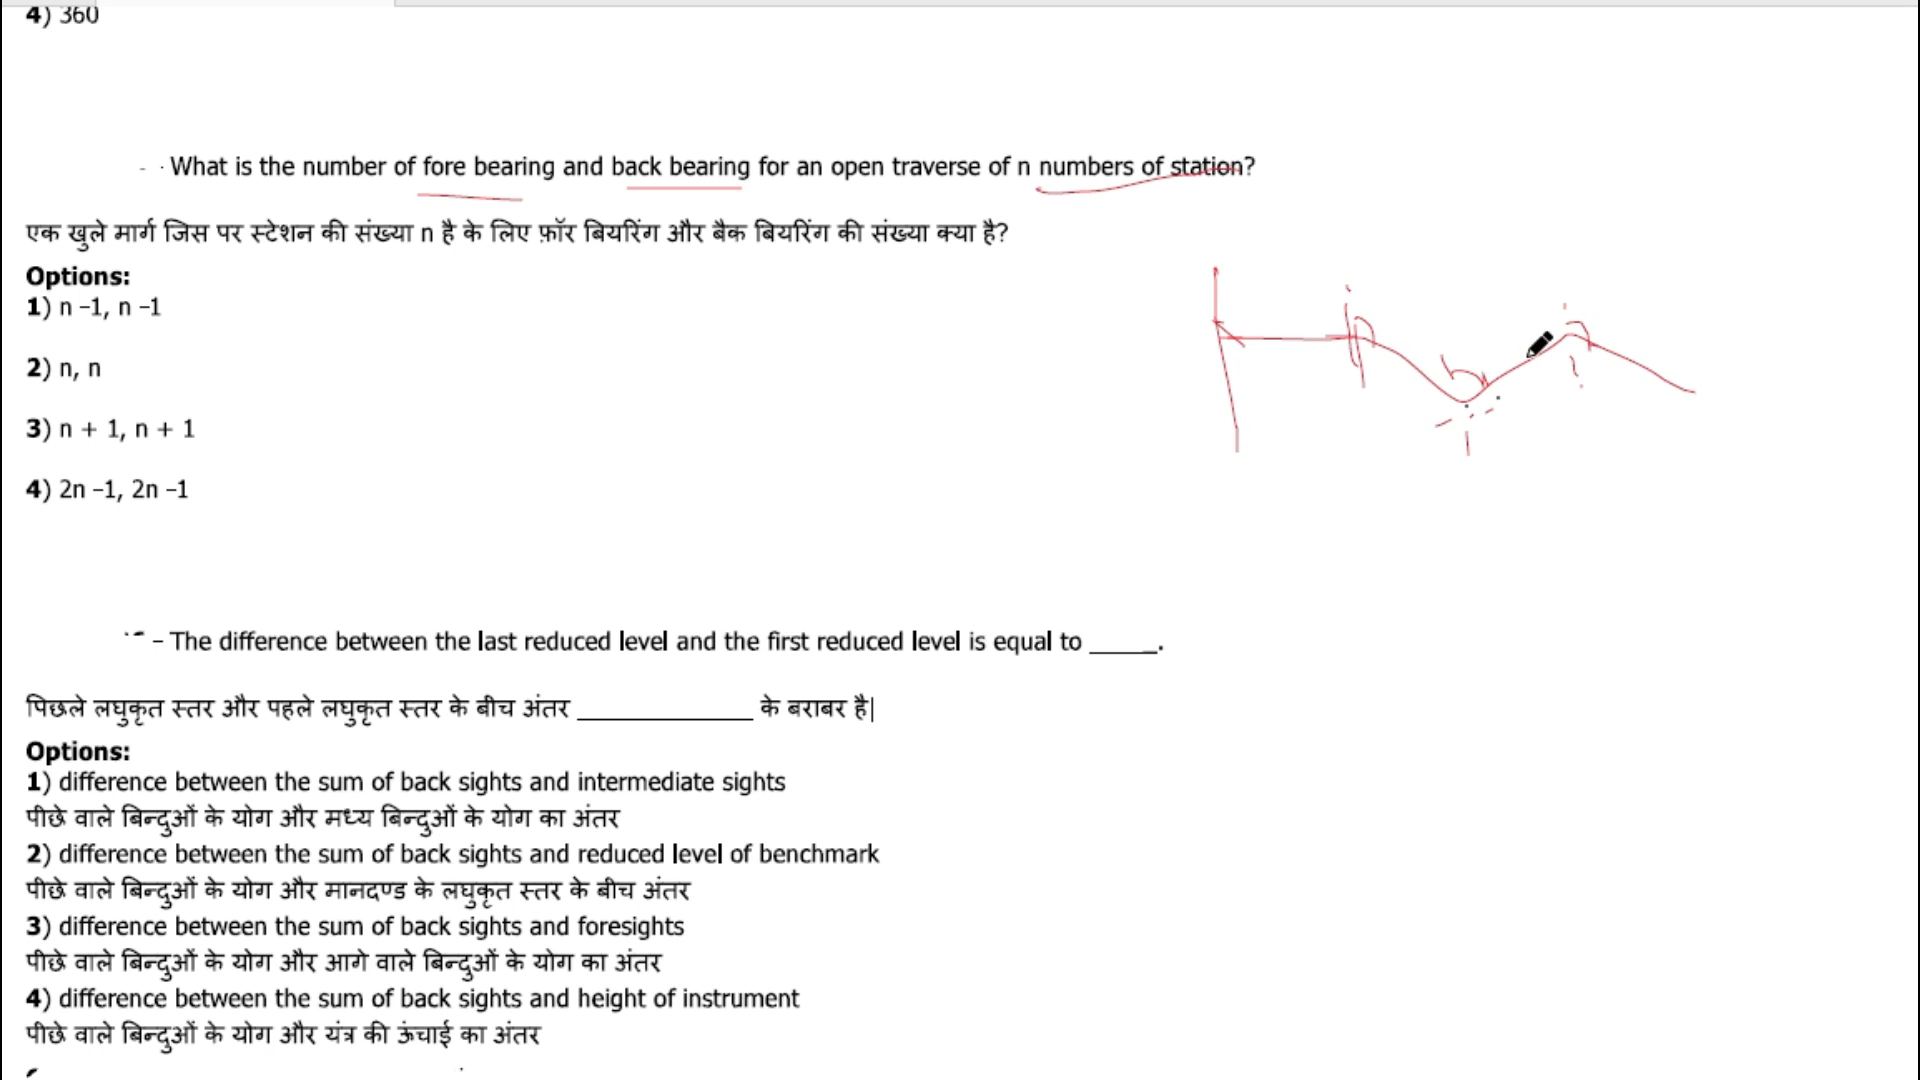 4) 360
What is the number of fore bearing and back bearing for an open traverse of n numbers of station?
एक खुले मार्ग जिस पर स्टेशन की संख्या n है के लिए फ़ॉर बियरिंग और बैक बियरिंग की संख्या क्या है?
Options:
1) n –1, n –1
2) n, n
3) n + 1, n + 1
4) 2n –1, 2n –1
– The difference between the last reduced level and the first reduced level is equal to _____.
पिछले लघुकृत स्तर और पहले लघुकृत स्तर के बीच अंतर _____________ के बराबर है|
Options:
1) difference between the sum of back sights and intermediate sights
पीछे वाले बिन्दुओं के योग और मध्य बिन्दुओं के योग का अंतर
2) difference between the sum of back sights and reduced level of benchmark
पीछे वाले बिन्दुओं के योग और मानदण्ड के लघुकृत स्तर के बीच अंतर
3) difference between the sum of back sights and foresights
पीछे वाले बिन्दुओं के योग और आगे वाले बिन्दुओं के योग का अंतर
4) difference between the sum of back sights and height of instrument
पीछे वाले बिन्दुओं के योग और यंत्र की ऊंचाई का अंतर